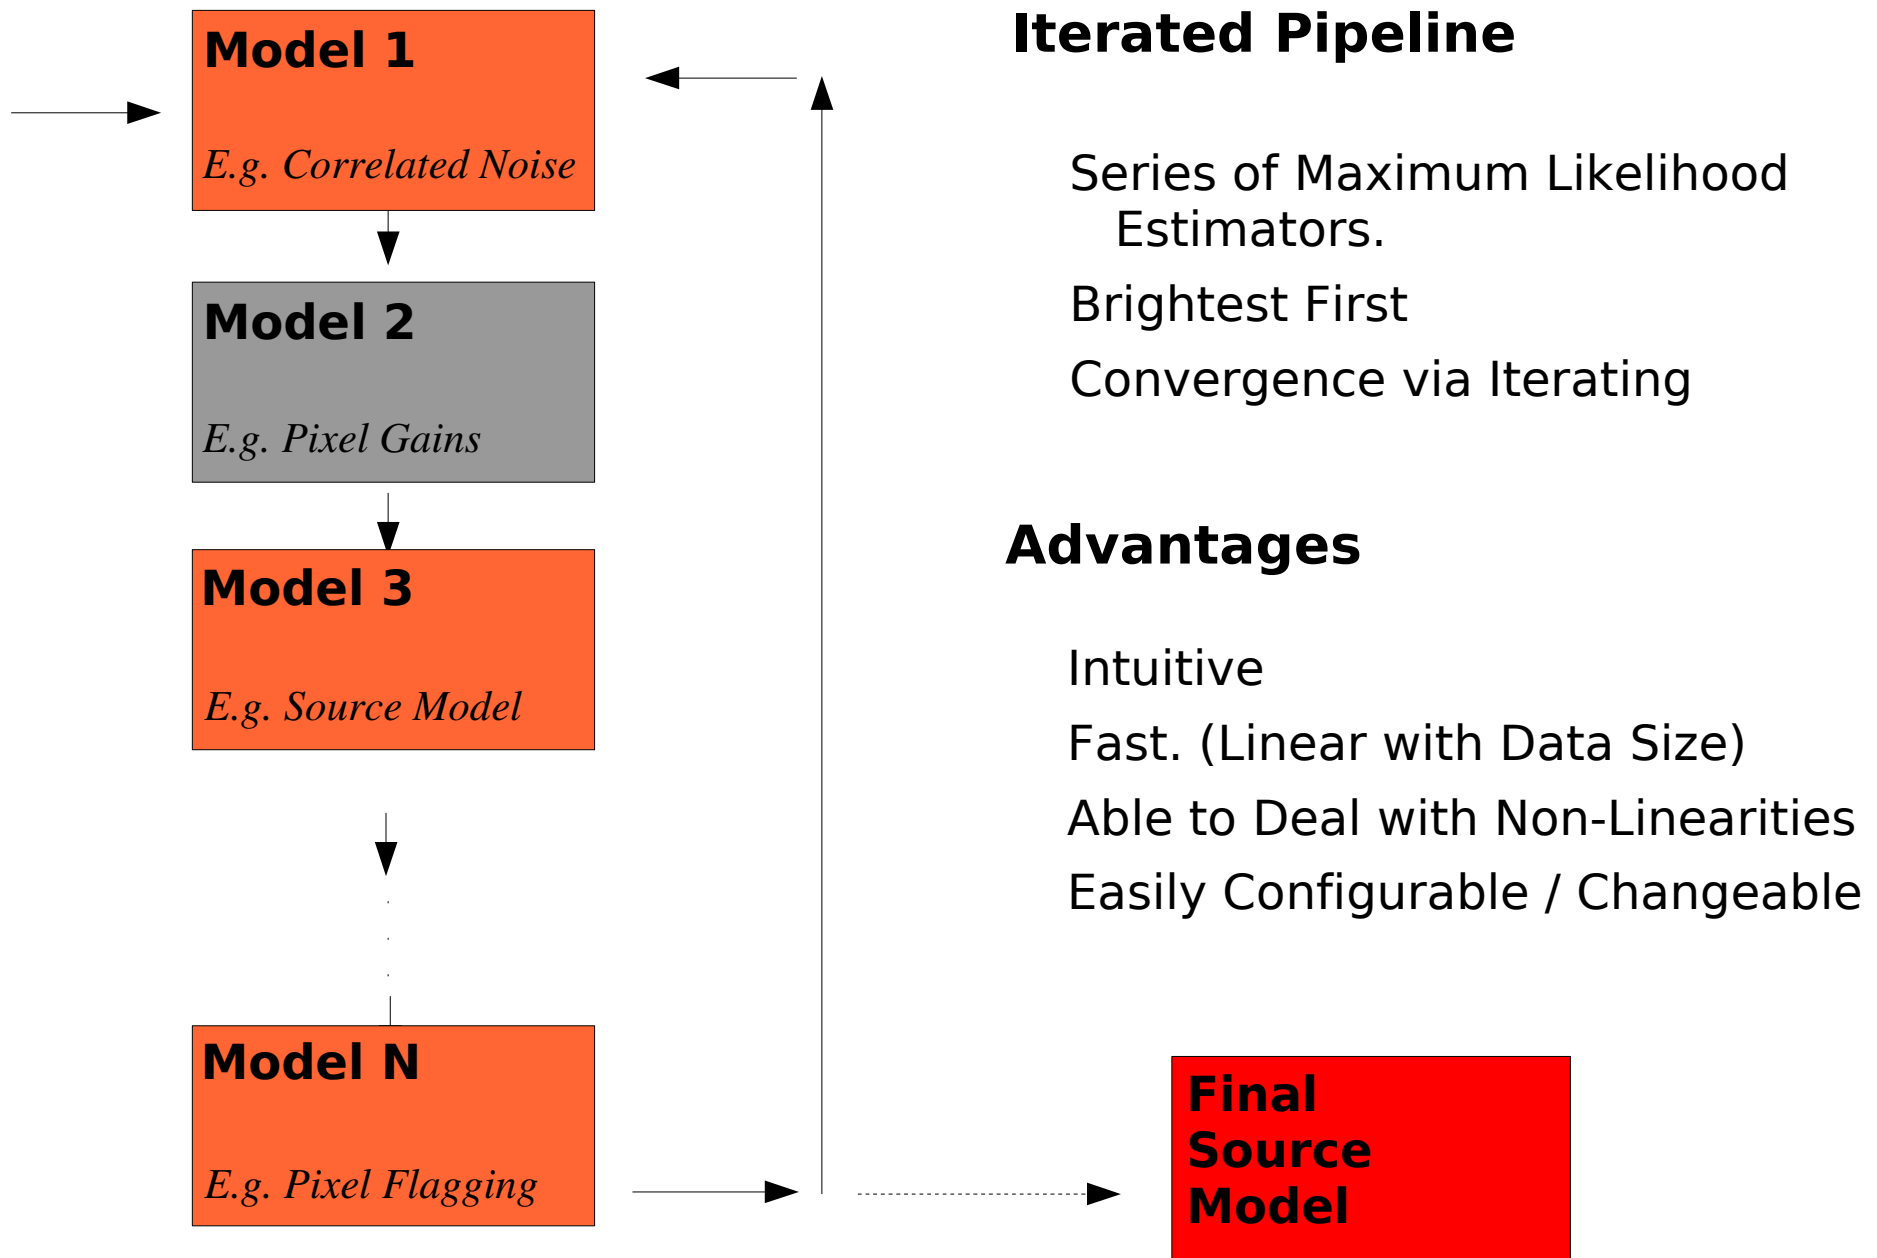 Model 1
E.g. Correlated Noise
Model 2
E.g. Pixel Gains
Model 3
E.g. Source Model
Model N
E.g. Pixel Flagging
Iterated Pipeline
Series of Maximum Likelihood
Estimators.
Brightest First
Convergence via Iterating
Advantages
Intuitive
Fast. (Linear with Data Size)
Able to Deal with Non-Linearities
Easily Configurable / Changeable
Final
Source
Model